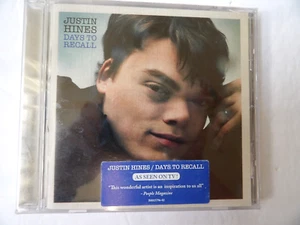 JUSTIN
HINES
DAYS TO
RECALL
JUSTIN HINES / DAYS TO RECALL
AS SEEN ON TV!
"This wonderful artist is an inspiration to us all"
- People Magazine